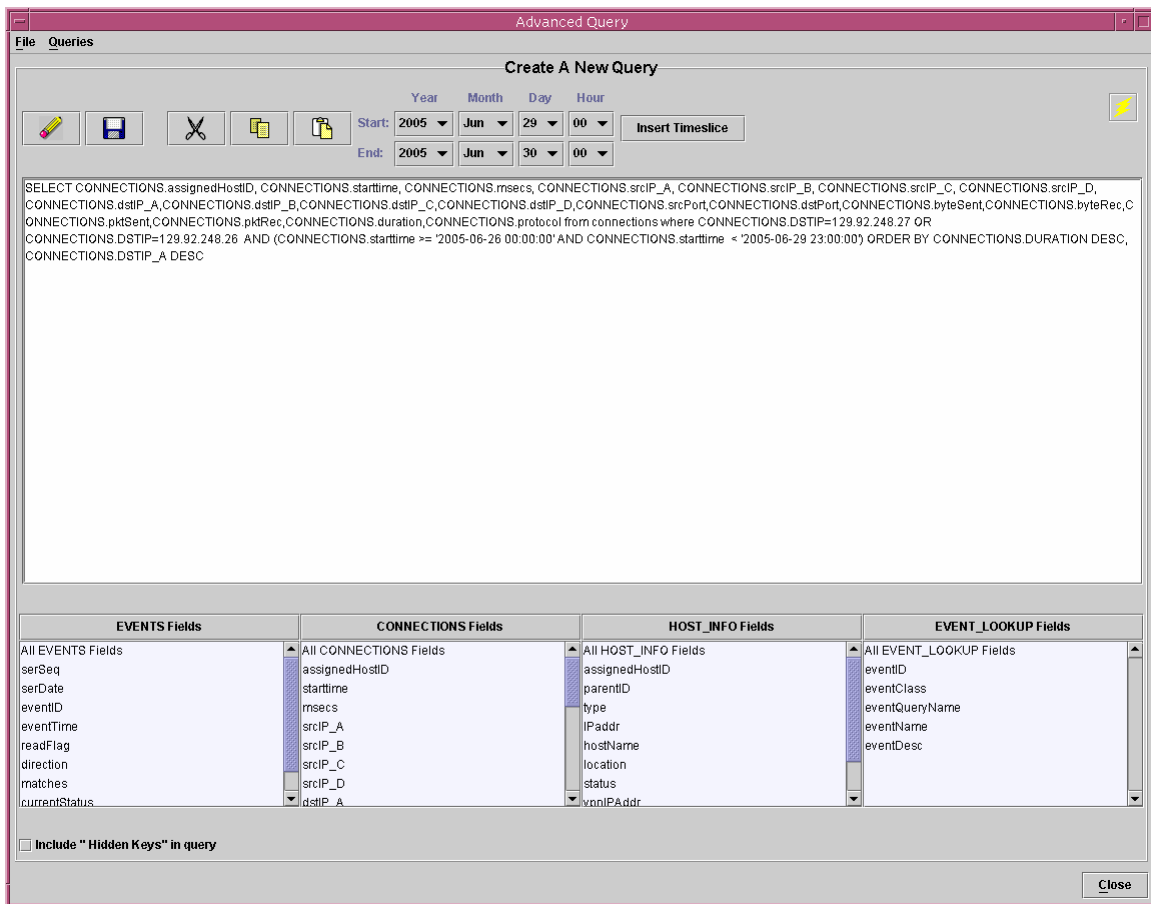 Advanced Query
File Queries
Create A New Query
Year Month Day Hour
Start: 2005 Jun 29 00 Insert Timeslice
End: 2005 Jun 30 00
SELECT CONNECTIONS.assignedHostID, CONNECTIONS.starttime, CONNECTIONS.msecs, CONNECTIONS.srcIP_A, CONNECTIONS.srcIP_B, CONNECTIONS.srcIP_C, CONNECTIONS.srcIP_D,
CONNECTIONS.dstIP_A,CONNECTIONS.dstIP_B,CONNECTIONS.dstIP_C,CONNECTIONS.dstIP_D,CONNECTIONS.srcPort,CONNECTIONS.dstPort,CONNECTIONS.byteSent,CONNECTIONS.byteRec,C
ONNECTIONS.pktSent,CONNECTIONS.pktRec,CONNECTIONS.duration,CONNECTIONS.protocol from connections where CONNECTIONS.DSTIP=129.92.248.27 OR
CONNECTIONS.DSTIP=129.92.248.26 AND (CONNECTIONS.starttime >= '2005-06-26 00:00:00' AND CONNECTIONS.starttime < '2005-06-29 23:00:00') ORDER BY CONNECTIONS.DURATION DESC,
CONNECTIONS.DSTIP_A DESC
EVENTS Fields CONNECTIONS Fields HOST_INFO Fields EVENT_LOOKUP Fields
All EVENTS Fields All CONNECTIONS Fields All HOST_INFO Fields All EVENT_LOOKUP Fields
serSeq assignedHostID assignedHostID eventID
serDate starttime parentID eventClass
eventID msecs type eventQueryName
eventTime srcIP_A IPaddr eventName
readFlag srcIP_B hostName eventDesc
direction srcIP_C location
matches srcIP_D status
currentStatus dstIP_A vpnIPAddr
Include " Hidden Keys" in query
Close